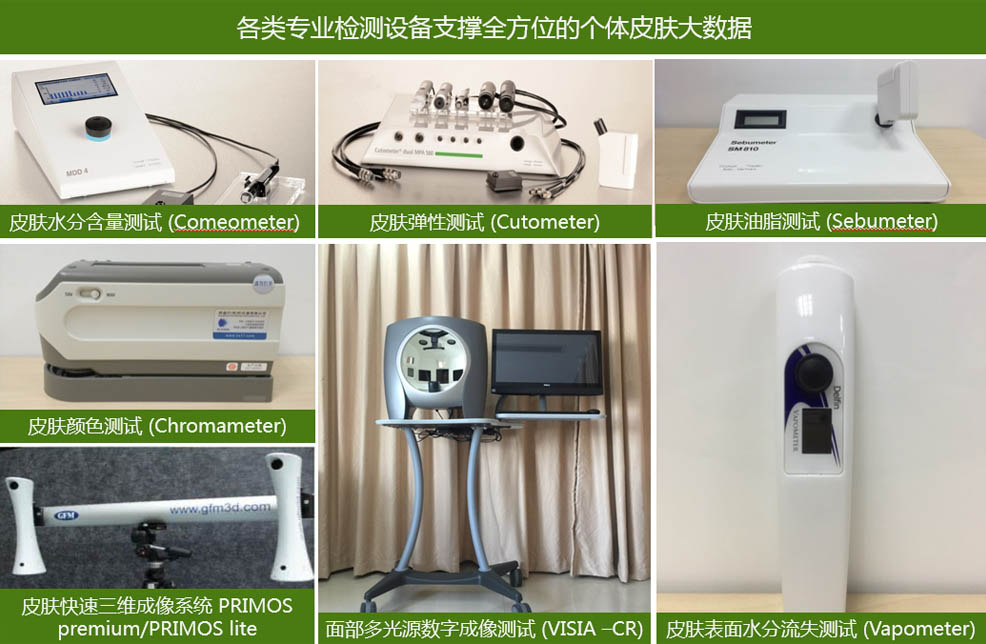 各类专业检测设备支撑全方位的个体皮肤大数据
MDD 4
皮肤水分含量测试 (Comeometer)
Cutometer® dual MPA 580
皮肤弹性测试 (Cutometer)
Sebumeter
SM 810
皮肤油脂测试 (Sebumeter)
皮肤颜色测试 (Chromameter)
GFM
www.gfm3d.com
皮肤快速三维成像系统 PRIMOS
premium/PRIMOS lite
面部多光源数字成像测试 (VISIA –CR)
Delfin
VAPOMETER
皮肤表面水分流失测试 (Vapometer)